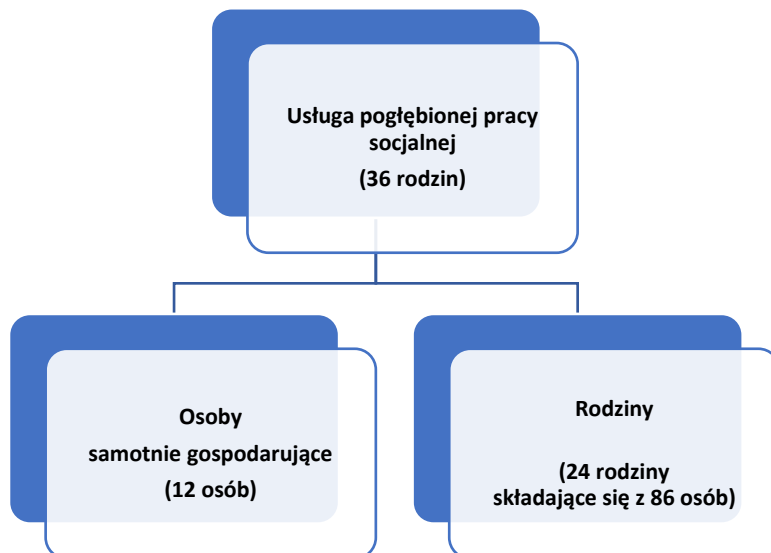 Usługa pogłębionej pracy
socjalnej
(36 rodzin)
Osoby
samotnie gospodarujące
(12 osób)
Rodziny
(24 rodziny
składające się z 86 osób)